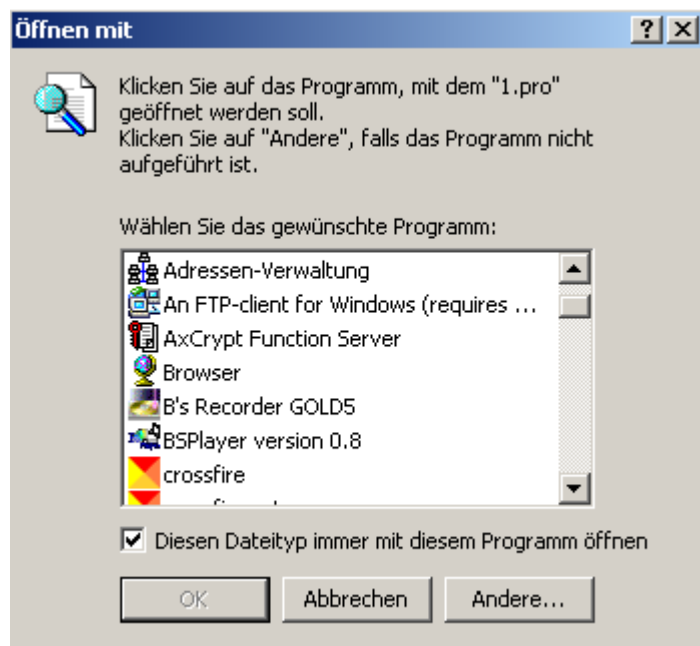 Öffnen mit
Klicken Sie auf das Programm, mit dem "1.pro"
geöffnet werden soll.
Klicken Sie auf "Andere", falls das Programm nicht
aufgeführt ist.
Wählen Sie das gewünschte Programm:
Adressen-Verwaltung
An FTP-client for Windows (requires ...
AxCrypt Function Server
Browser
B's Recorder GOLD5
BSPlayer version 0.8
crossfire
Diesen Dateityp immer mit diesem Programm öffnen
OK
Abbrechen
Andere...